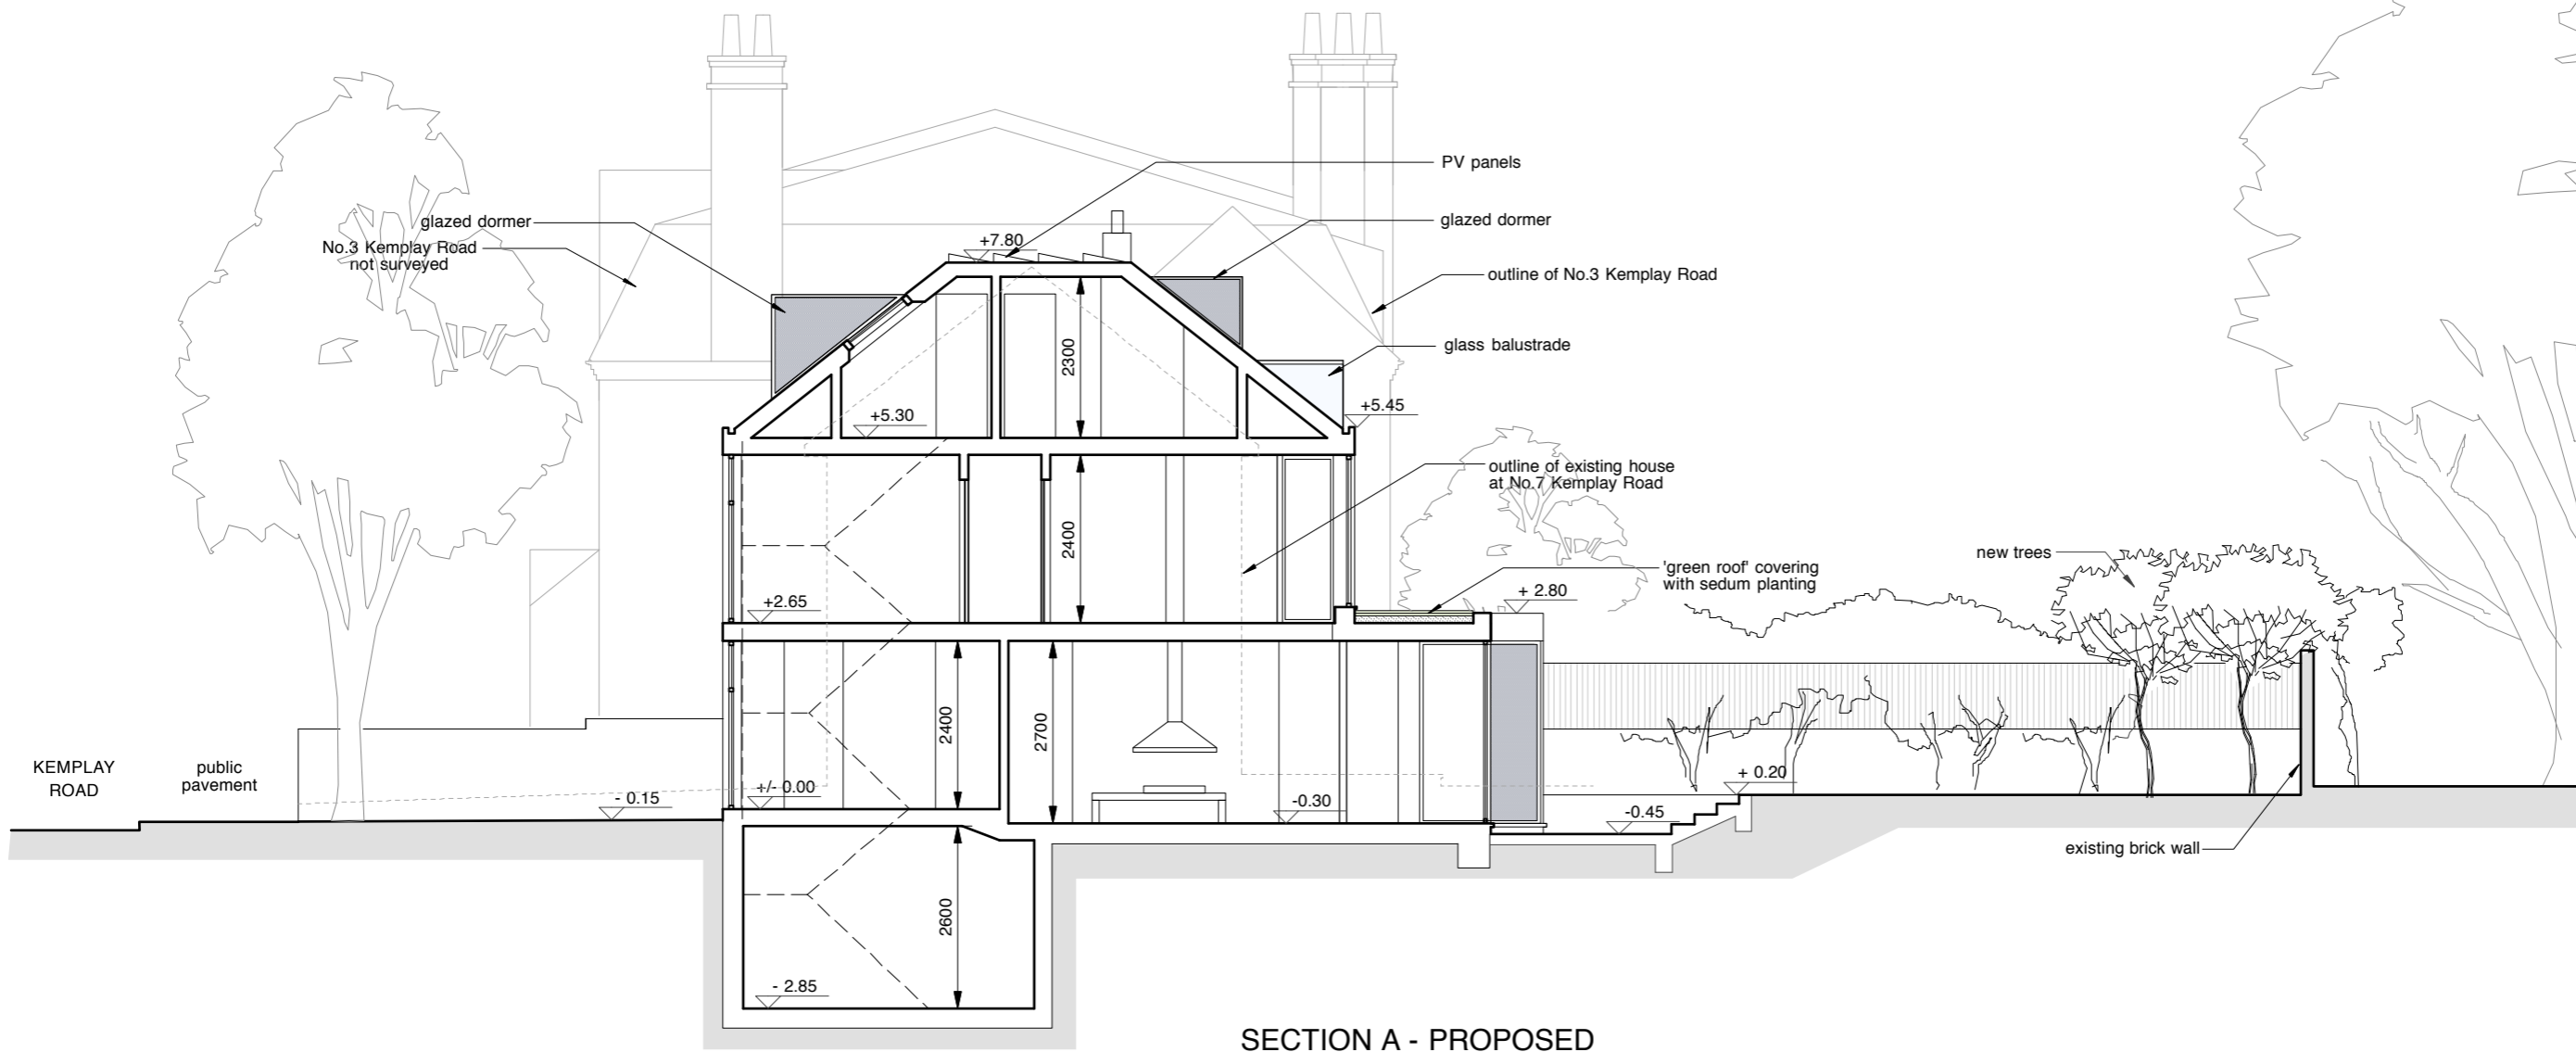 PV panels
glazed dormer
glazed dormer
No.3 Kemplay Road
not surveyed
+7.80
outline of No.3 Kemplay Road
glass balustrade
2300
+5.30
+5.45
outline of existing house
at No.7 Kemplay Road
2400
new trees
'green roof' covering
with sedum planting
+2.65
+ 2.80
2400
2700
KEMPLAY
ROAD
public
pavement
- 0.15
+/- 0.00
-0.30
+ 0.20
-0.45
existing brick wall
2600
- 2.85
SECTION A - PROPOSED